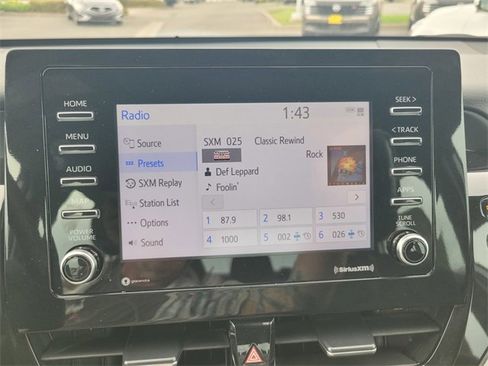 Radio 1:43
HOME
MENU
AUDIO
MAP
POWER
VOLUME
Source
Presets
SXM Replay
Station List
Options
Sound
SXM 025 Classic Rewind
Rock
Def Leppard
Foolin'
1 87.9
2 98.1
3 530
4 1000
5 002
6 026
SEEK >
< TRACK
PHONE
APPS
TUNE
SCROLL
gracenote
SiriusXM